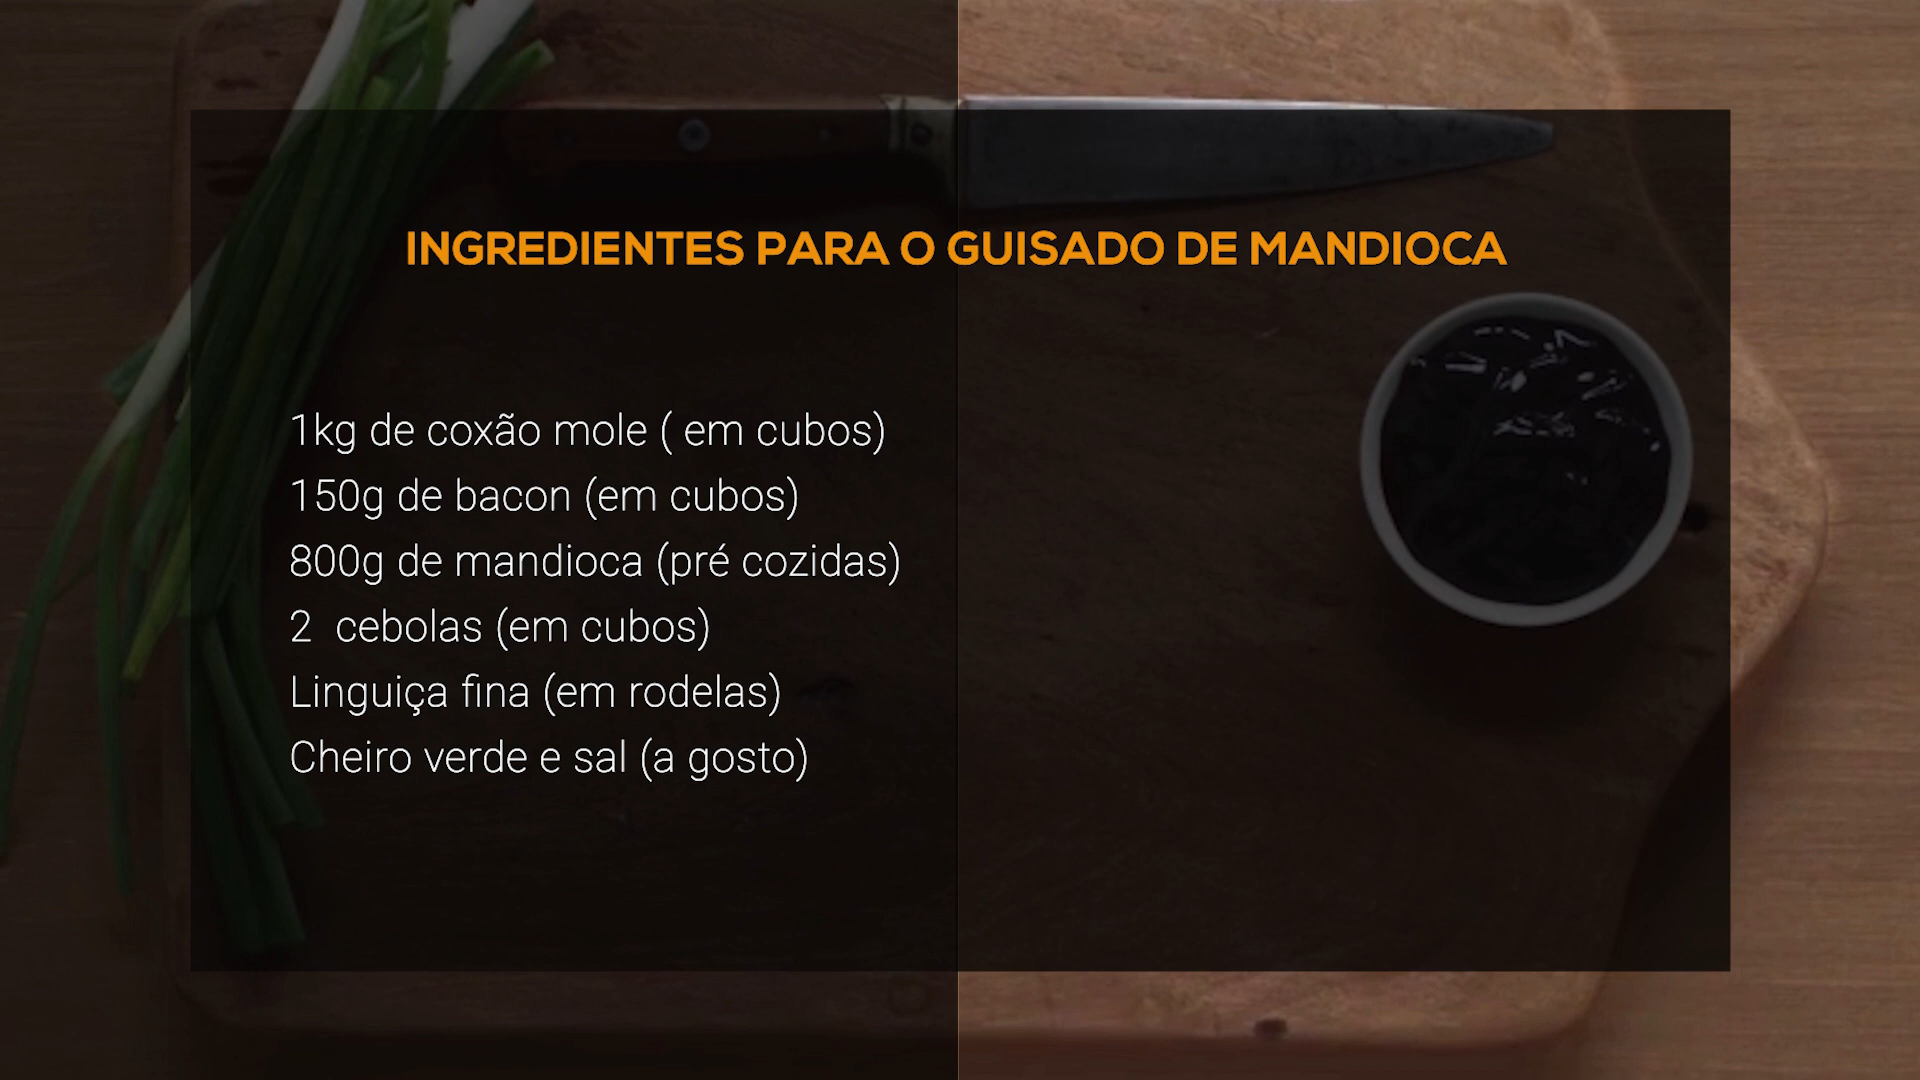 INGREDIENTES PARA O GUISADO DE MANDIOCA
1kg de coxão mole ( em cubos)
150g de bacon (em cubos)
800g de mandioca (pré cozidas)
2  cebolas (em cubos)
Linguiça fina (em rodelas)
Cheiro verde e sal (a gosto)